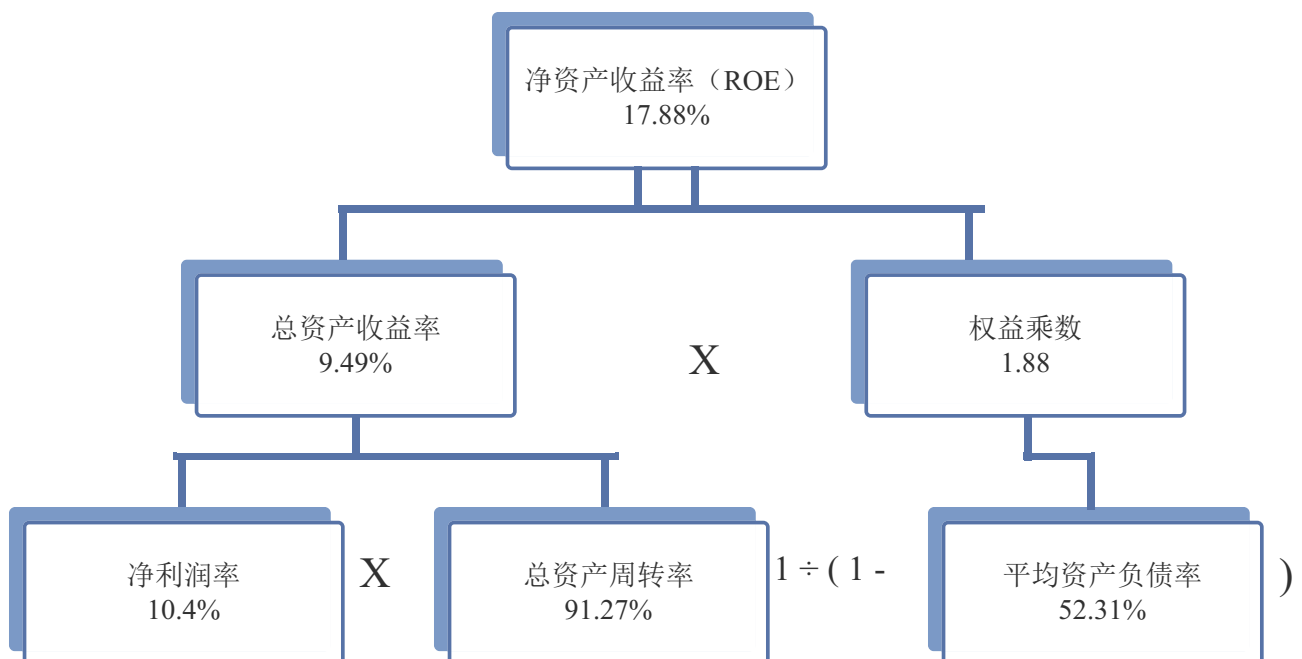 净资产收益率（ROE）
17.88%
总资产收益率
9.49%
X
权益乘数
1.88
净利润率
10.4%
X
总资产周转率
91.27%
1 ÷ ( 1 -
平均资产负债率
52.31%
)